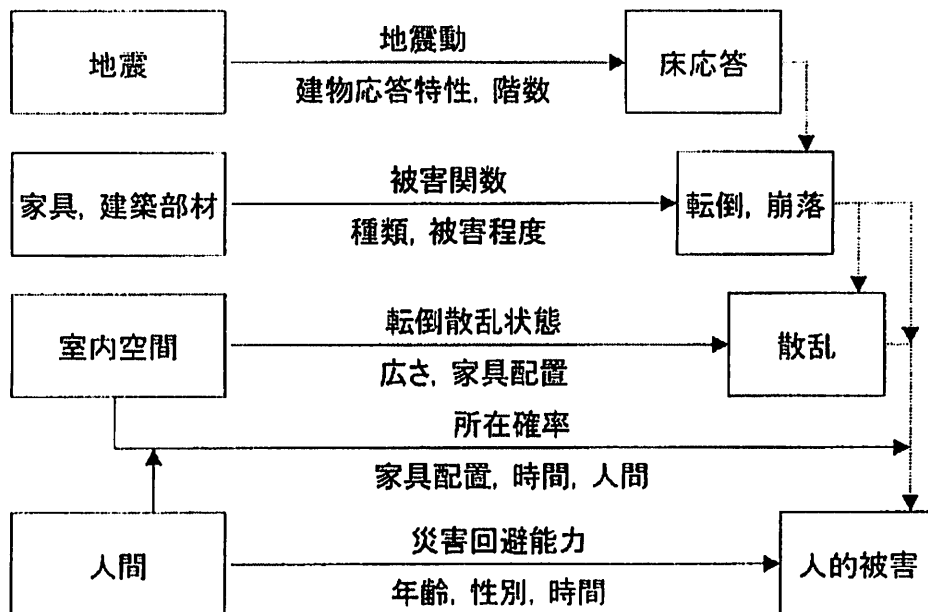 地震
地震動
建物応答特性, 階数
床応答
家具, 建築部材
被害関数
種類, 被害程度
転倒, 崩落
室内空間
転倒散乱状態
広さ, 家具配置
散乱
所在確率
家具配置, 時間, 人間
人間
災害回避能力
年齢, 性別, 時間
人的被害